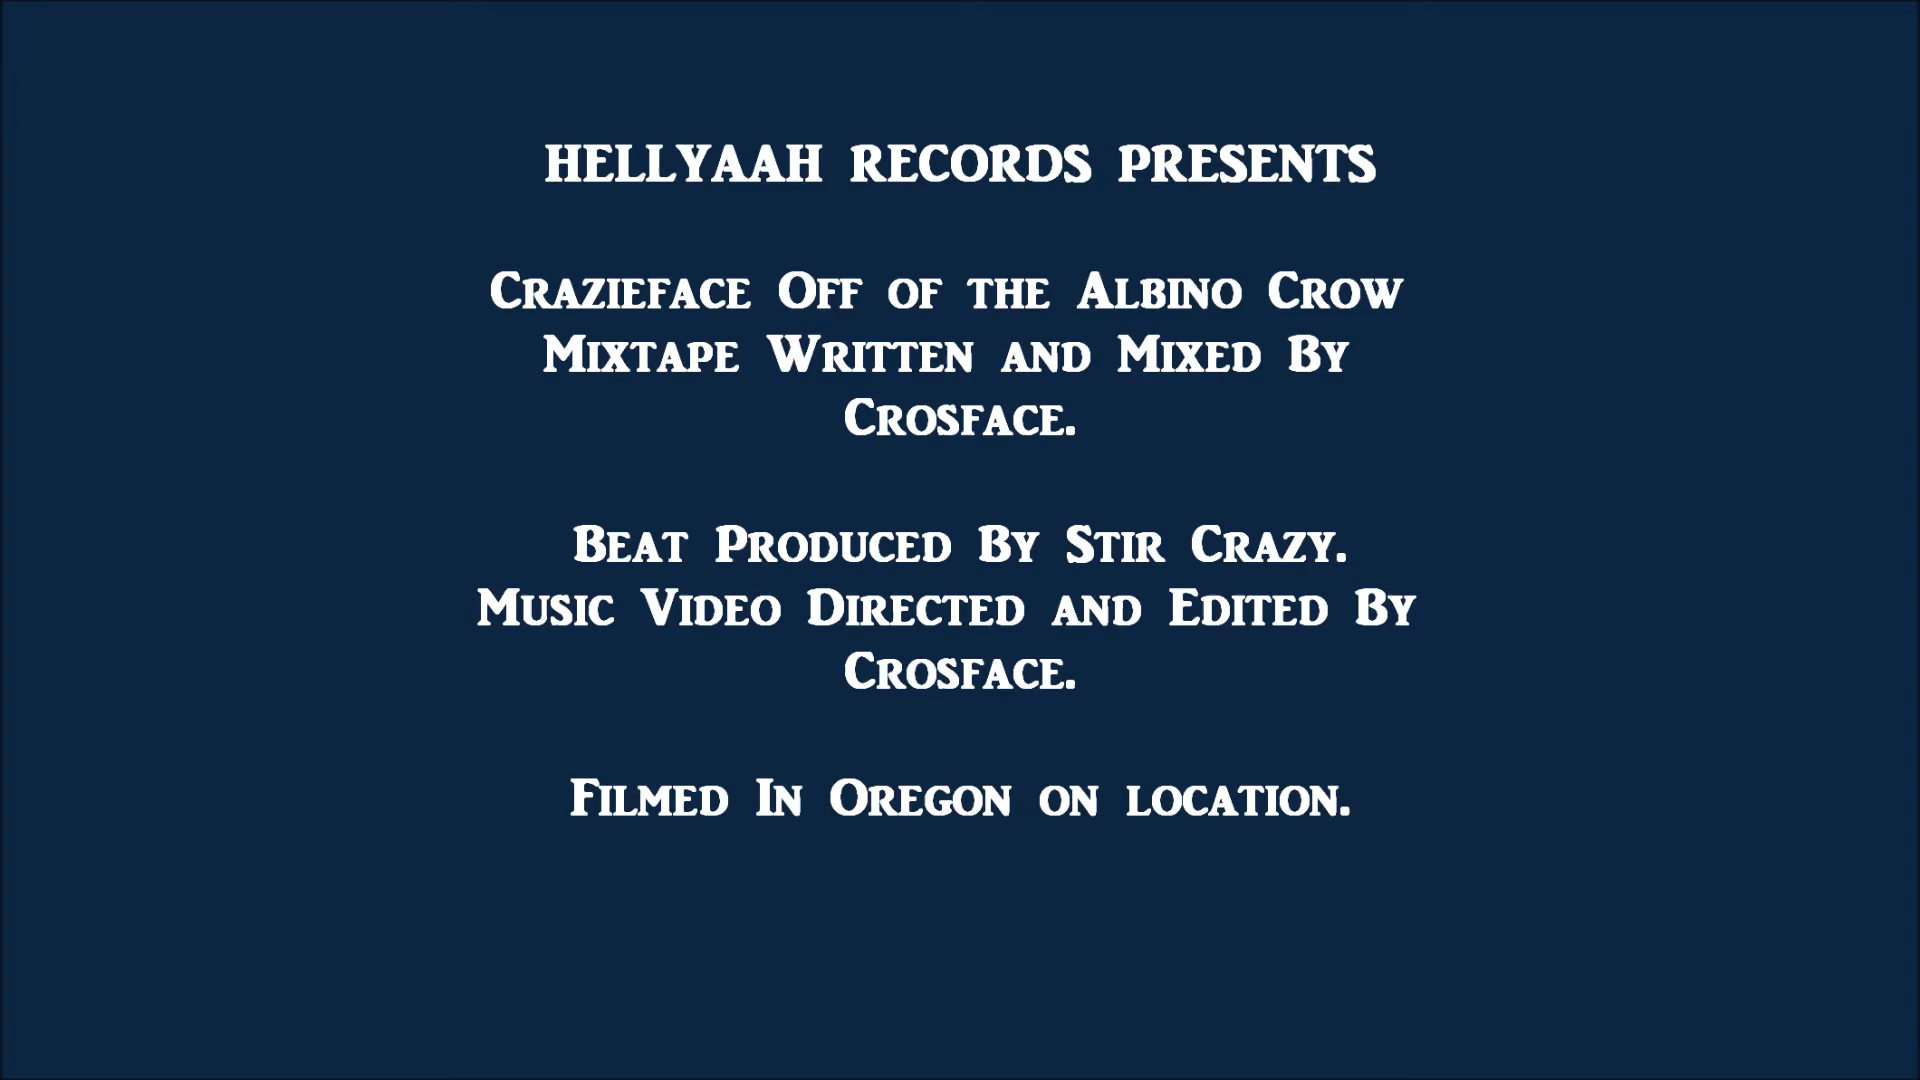 HELLYAAH RECORDS PRESENTS
Crazieface Off of the Albino Crow
Mixtape Written and Mixed By
Crosface.
Beat Produced By Stir Crazy.
Music Video Directed and Edited By
Crosface.
Filmed In Oregon on location.